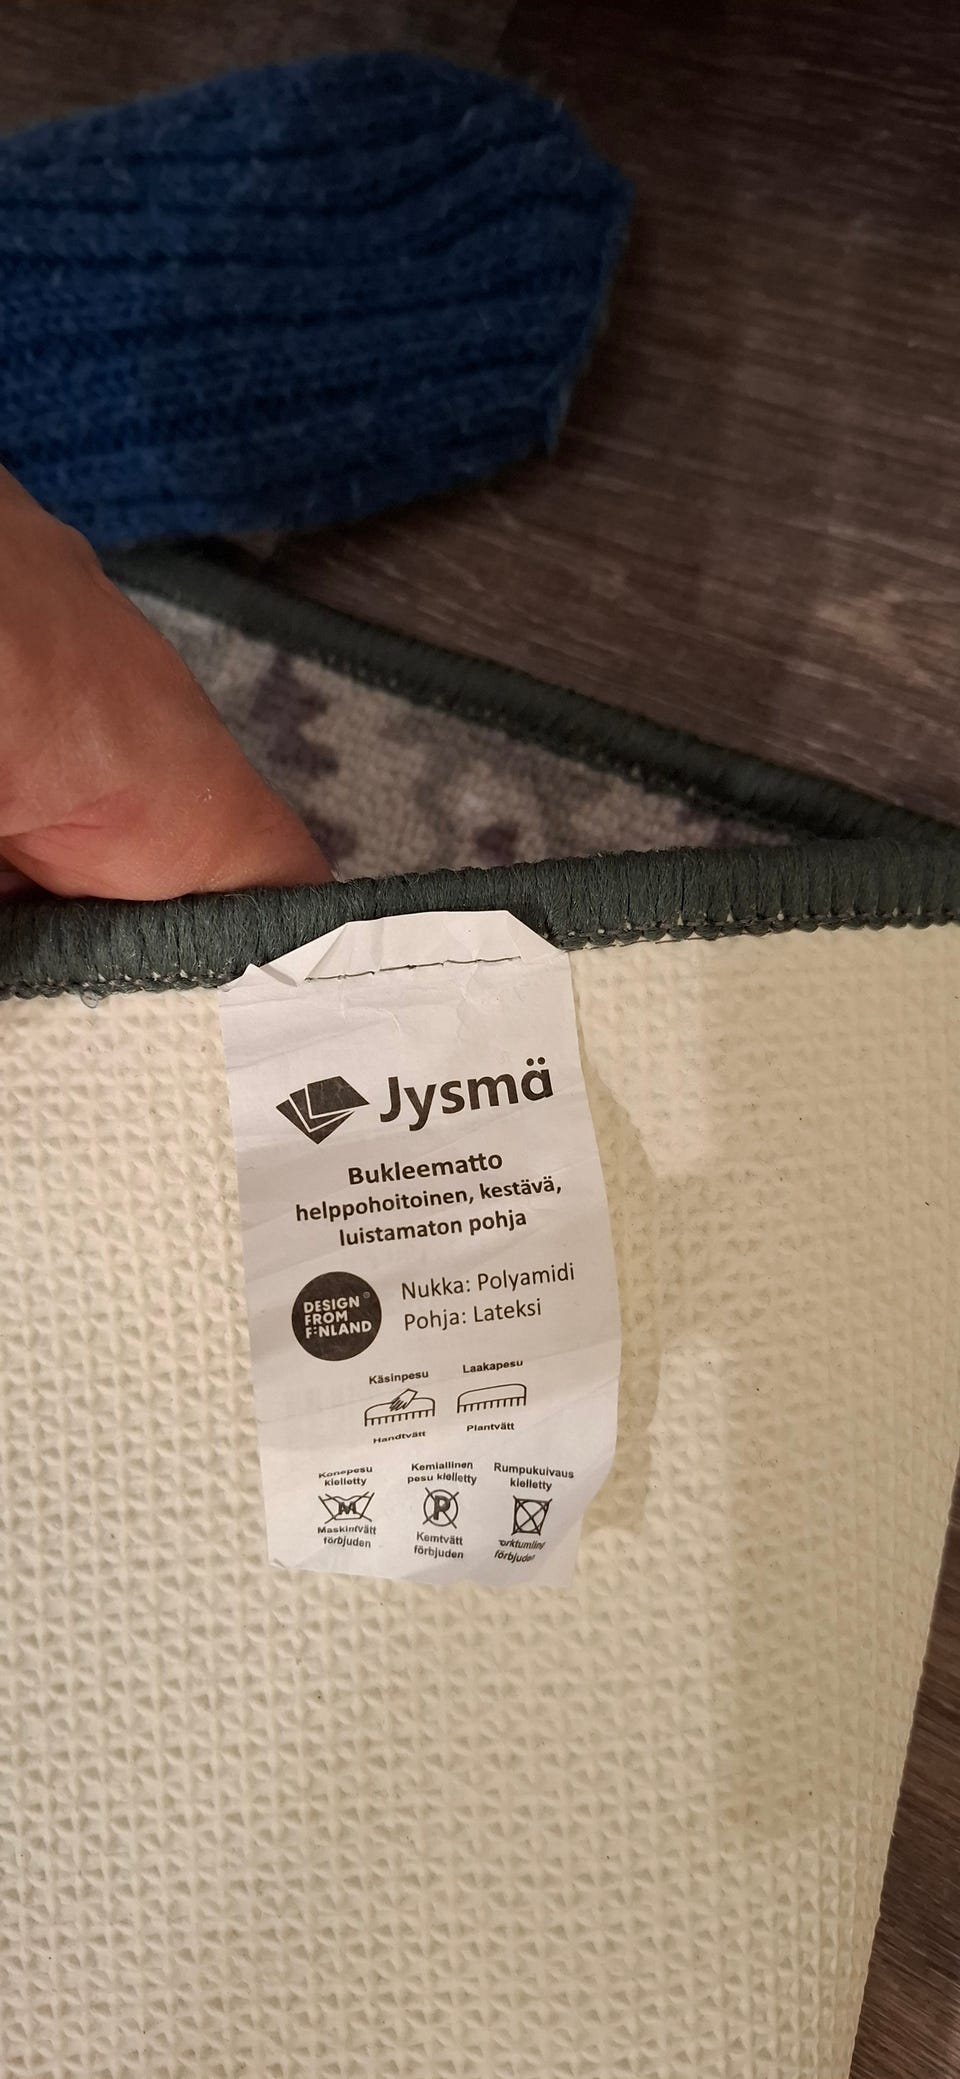 Jysmä
Bukleematto
helppohoitoinen, kestävä,
luistamaton pohja
DESIGN ®
FROM
FINLAND
Nukka: Polyamidi
Pohja: Lateksi
Käsinpesu
Laakapesu
Handtvätt
Plantvätt
Konepesu
kielletty
Kemiallinen
pesu kielletty
Rumpukuivaus
kielletty
M
P
Maskintvätt
förbjuden
Kemtvätt
förbjuden
förbjuden